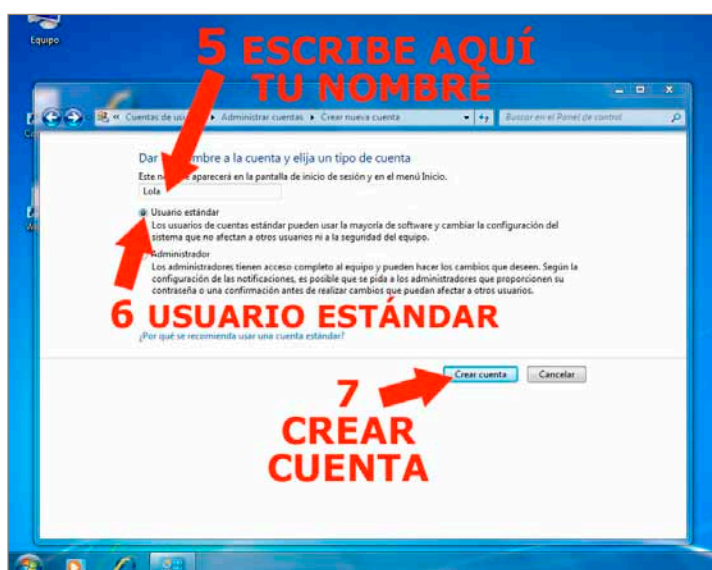 Equipo
5 ESCRIBE AQUÍ
TU NOMBRE
« Cuentas de ▸ Administrar cuentas ▸ Crear nueva cuenta
Buscar en el Panel de control
Dar nombre a la cuenta y elija un tipo de cuenta
Este aparecerá en la pantalla de inicio de sesión y en el menú Inicio.
Lola
Usuario estándar
Los usuarios de cuentas estándar pueden usar la mayoría de software y cambiar la configuración del
sistema que no afectan a otros usuarios ni a la seguridad del equipo.
Administrador
Los administradores tienen acceso completo al equipo y pueden hacer los cambios que deseen. Según la
configuración de las notificaciones, es posible que se pida a los administradores que proporcionen su
contraseña o una confirmación antes de realizar cambios que puedan afectar a otros usuarios.
6 USUARIO ESTÁNDAR
¿Por qué se recomienda usar una cuenta estándar?
Crear cuenta
Cancelar
7
CREAR
CUENTA